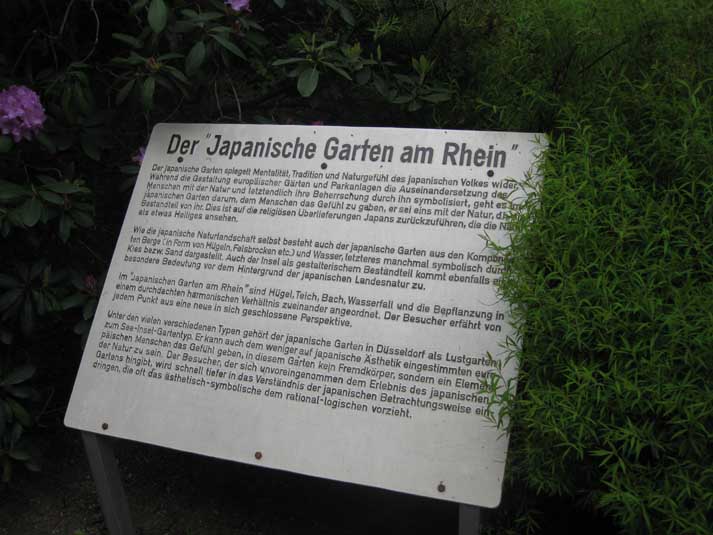 Der "Japanische Garten am Rhein"
Der japanische Garten spiegelt Mentalität, Tradition und Naturgefühl des japanischen Volkes wider.
Während die Gestaltung europäischer Gärten und Parkanlagen die Auseinandersetzung des
Menschen mit der Natur und letztendlich ihre Beherrschung durch ihn symbolisiert, geht es im
japanischen Garten darum, dem Menschen das Gefühl zu geben, er sei eins mit der Natur,
Bestandteil von ihr. Dies ist auf die religiösen Überlieferungen Japans zurückzuführen, die die
als etwas Heiliges ansehen.
Wie die japanische Naturlandschaft selbst besteht auch der japanische Garten aus den
ten Berge (in Form von Hügeln, Felsbrocken etc.) und Wasser, letzteres manchmal symbolisch
Kies bezw. Sand dargestellt. Auch der Insel als gestalterischem Beständteil kommt ebenfalls
besondere Bedeutung vor dem Hintergrund der japanischen Landesnatur zu.
Im "Japanischen Garten am Rhein" sind Hügel, Teich, Bach, Wasserfall und die Bepflanzung in
einem durchdachten harmonischen Verhältnis zueinander angeordnet. Der Besucher erfährt von
jedem Punkt aus eine neue in sich geschlossene Perspektive.
Unter den vielen verschiedenen Typen gehört der japanische Garten in Düsseldorf als Lustgarten
zum See-Insel-Gartentyp. Er kann auch dem weniger auf japanische Ästhetik eingestimmten
päischen Menschen das Gefühl geben, in diesem Gärten kein Fremdkörper, sondern ein
der Natur zu sein. Der Besucher, der sich unvoreingenommen dem Erlebnis des japanischen
Gartens hingibt, wird schnell tiefer in das Verständnis der japanischen Betrachtungsweise
dringen, die oft das ästhetisch-symbolische dem rational-logischen vorzieht.